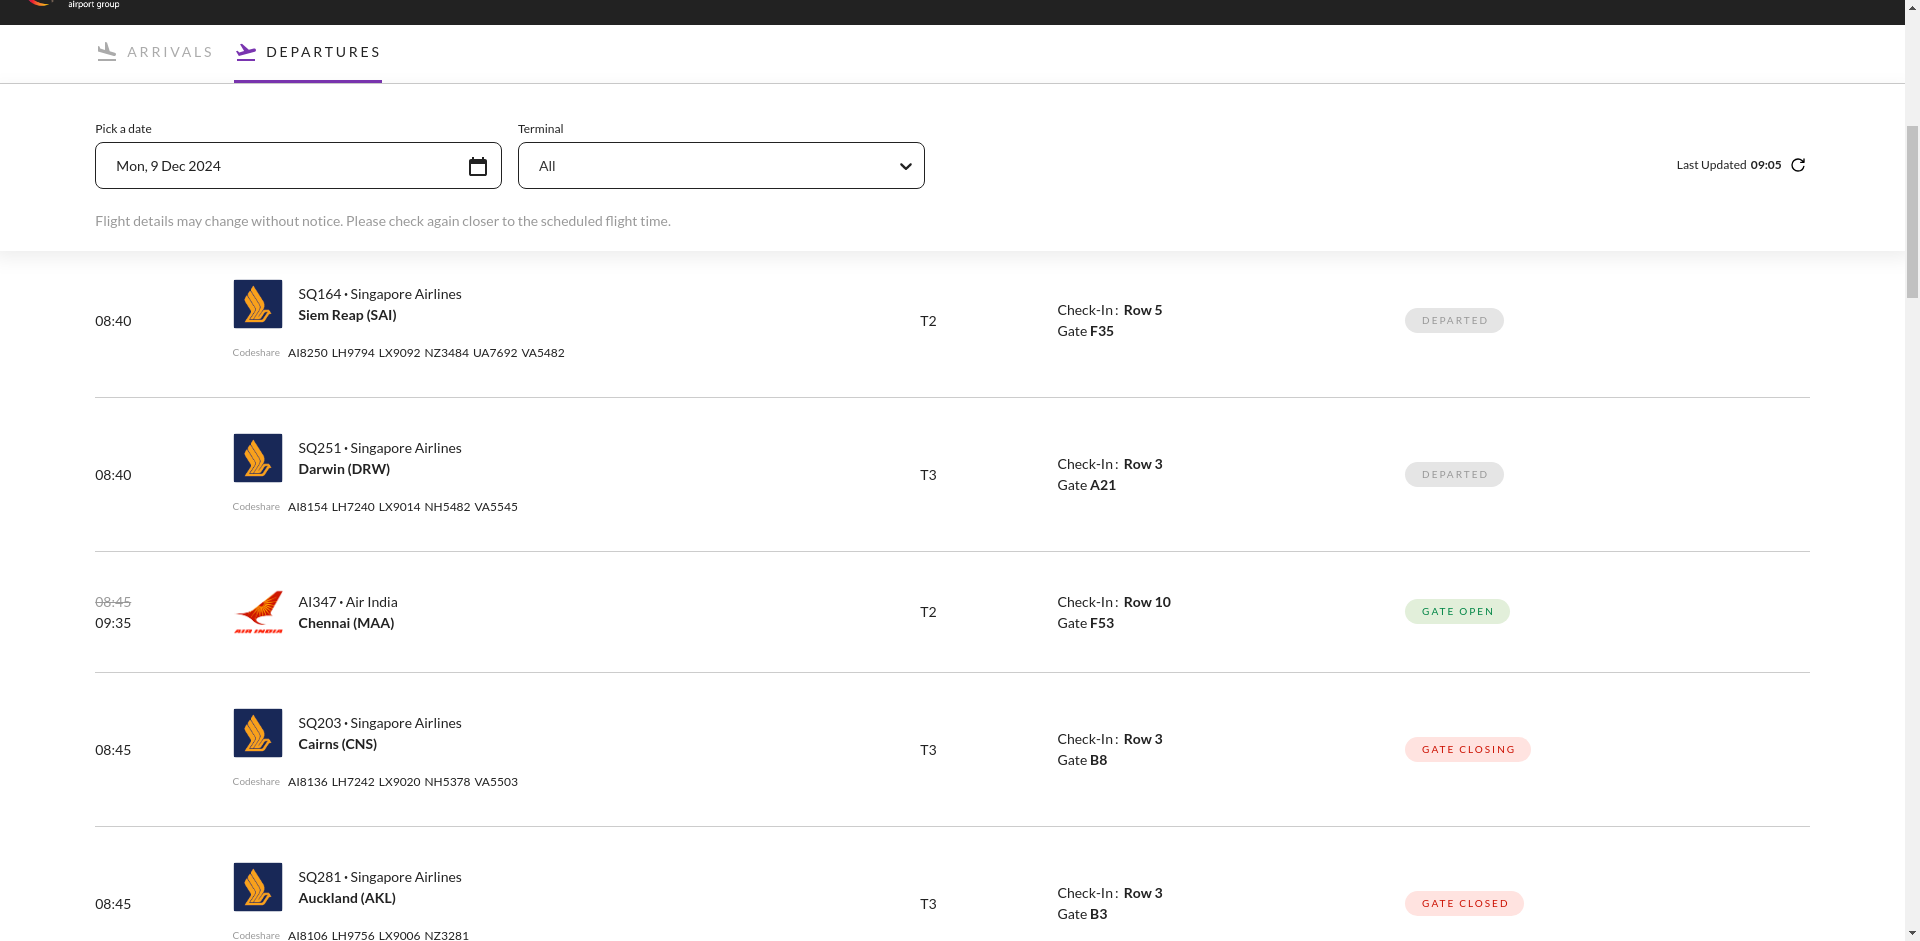 airport group
ARRIVALS DEPARTURES
Pick a date Terminal
Mon, 9 Dec 2024 All
Last Updated 09:05
Flight details may change without notice. Please check again closer to the scheduled flight time.
SQ164 • Singapore Airlines
Siem Reap (SAI)
08:40 T2 Check-In : Row 5
Gate F35
DEPARTED
Codeshare AI8250 LH9794 LX9092 NZ3484 UA7692 VA5482
SQ251 • Singapore Airlines
Darwin (DRW)
08:40 T3 Check-In : Row 3
Gate A21
DEPARTED
Codeshare AI8154 LH7240 LX9014 NH5482 VA5545
08:45
09:35
AIR INDIA
AI347 • Air India
Chennai (MAA)
T2 Check-In : Row 10
Gate F53
GATE OPEN
SQ203 • Singapore Airlines
Cairns (CNS)
08:45 T3 Check-In : Row 3
Gate B8
GATE CLOSING
Codeshare AI8136 LH7242 LX9020 NH5378 VA5503
SQ281 • Singapore Airlines
Auckland (AKL)
08:45 T3 Check-In : Row 3
Gate B3
GATE CLOSED
Codeshare AI8106 LH9756 LX9006 NZ3281